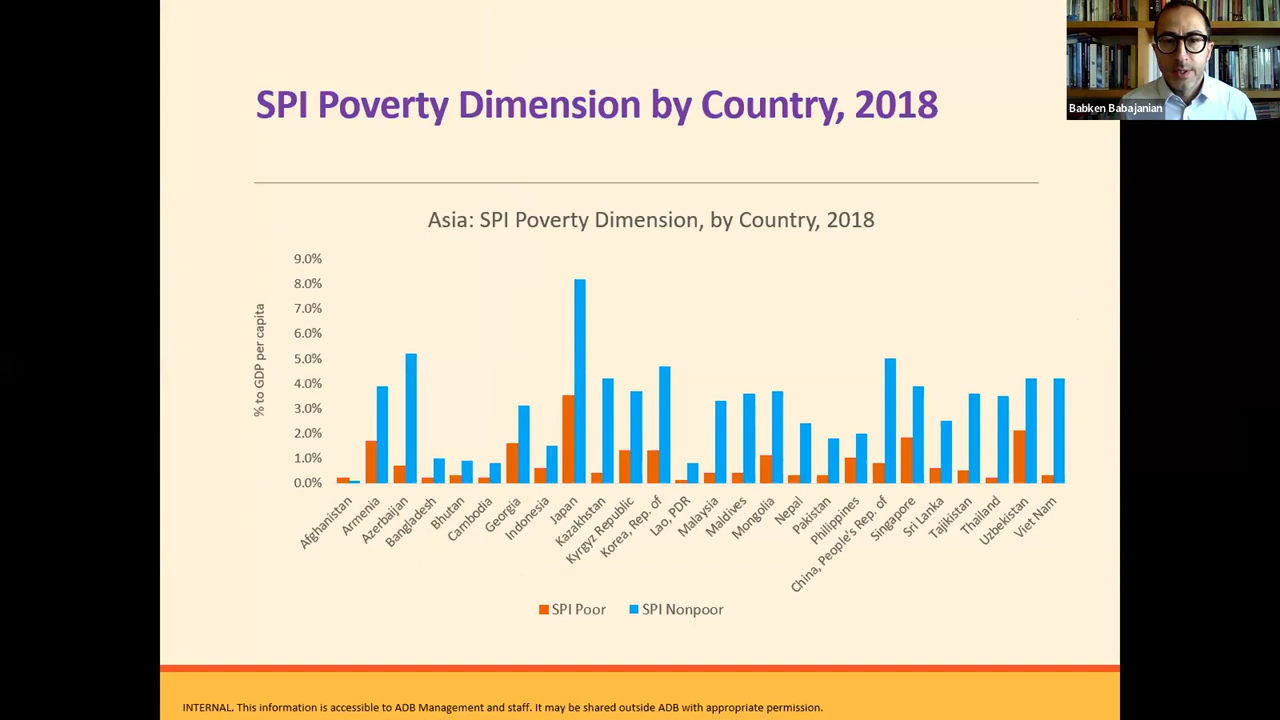 Babken Babajanian
SPI Poverty Dimension by Country, 2018
Asia: SPI Poverty Dimension, by Country, 2018
% to GDP per capita
9.0%
8.0%
7.0%
6.0%
5.0%
4.0%
3.0%
2.0%
1.0%
0.0%
Afghanistan
Armenia
Azerbaijan
Bangladesh
Bhutan
Cambodia
Georgia
Indonesia
Japan
Kazakhstan
Kyrgyz Republic
Korea, Rep. of
Lao, PDR
Malaysia
Maldives
Mongolia
Nepal
Pakistan
Philippines
China, People's Rep. of
Singapore
Sri Lanka
Tajikistan
Thailand
Uzbekistan
Viet Nam
SPI Poor
SPI Nonpoor
INTERNAL. This information is accessible to ADB Management and staff. It may be shared outside ADB with appropriate permission.